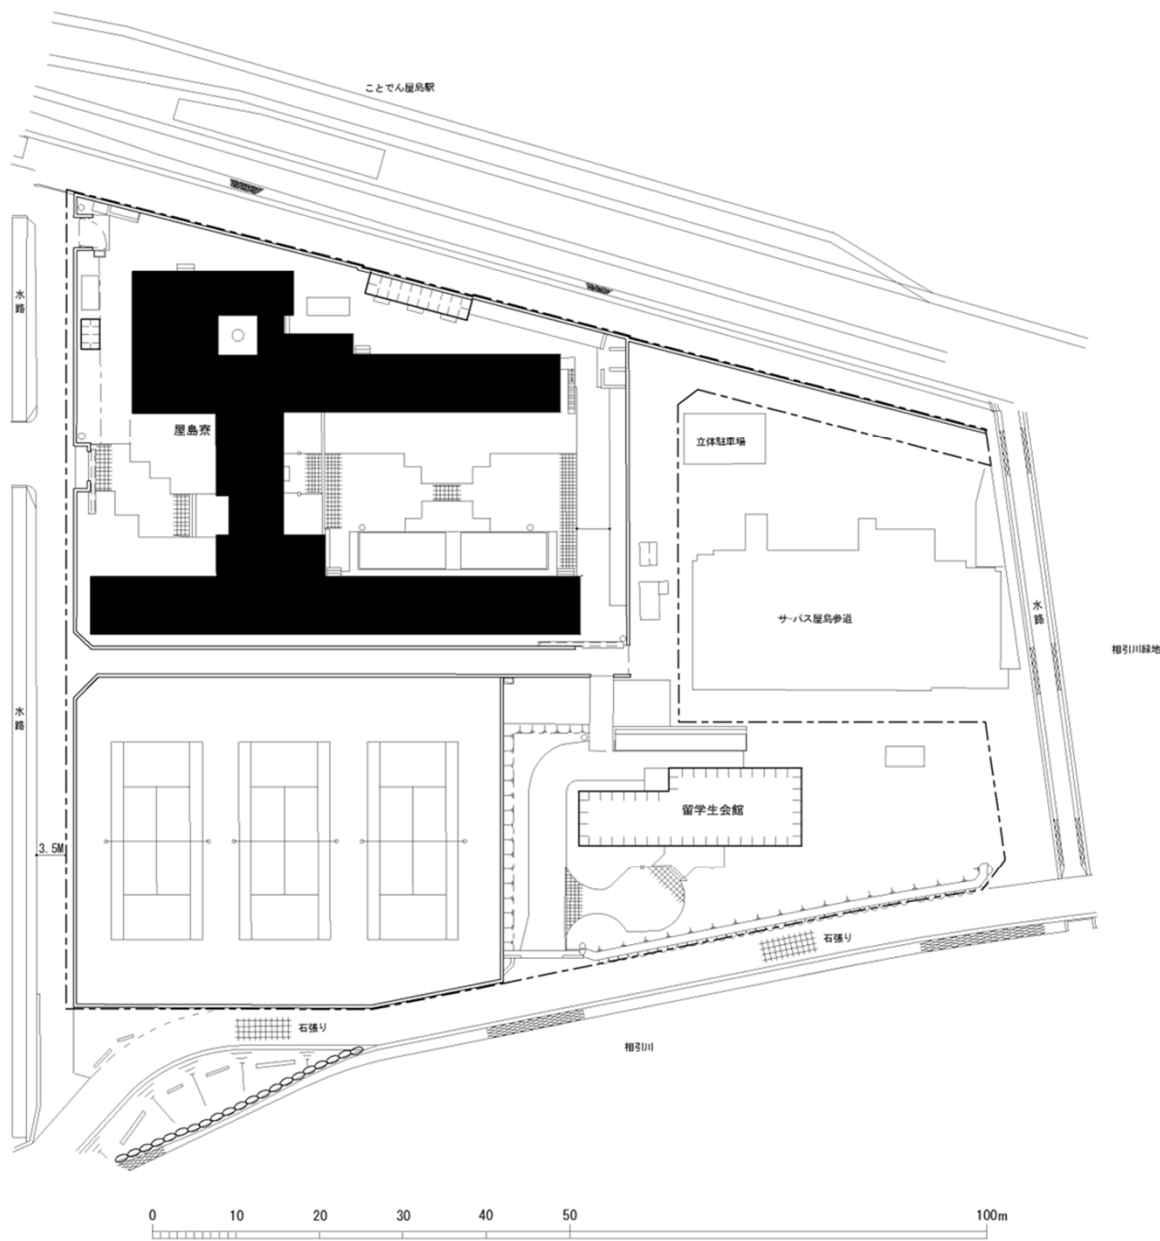 ことでん屋島駅
水路
屋島寮
立体駐車場
サーパス屋島参道
水路
相引川緑地
水路
留学生会館
3.5M
石張り
石張り
相引川
0 10 20 30 40 50 100m